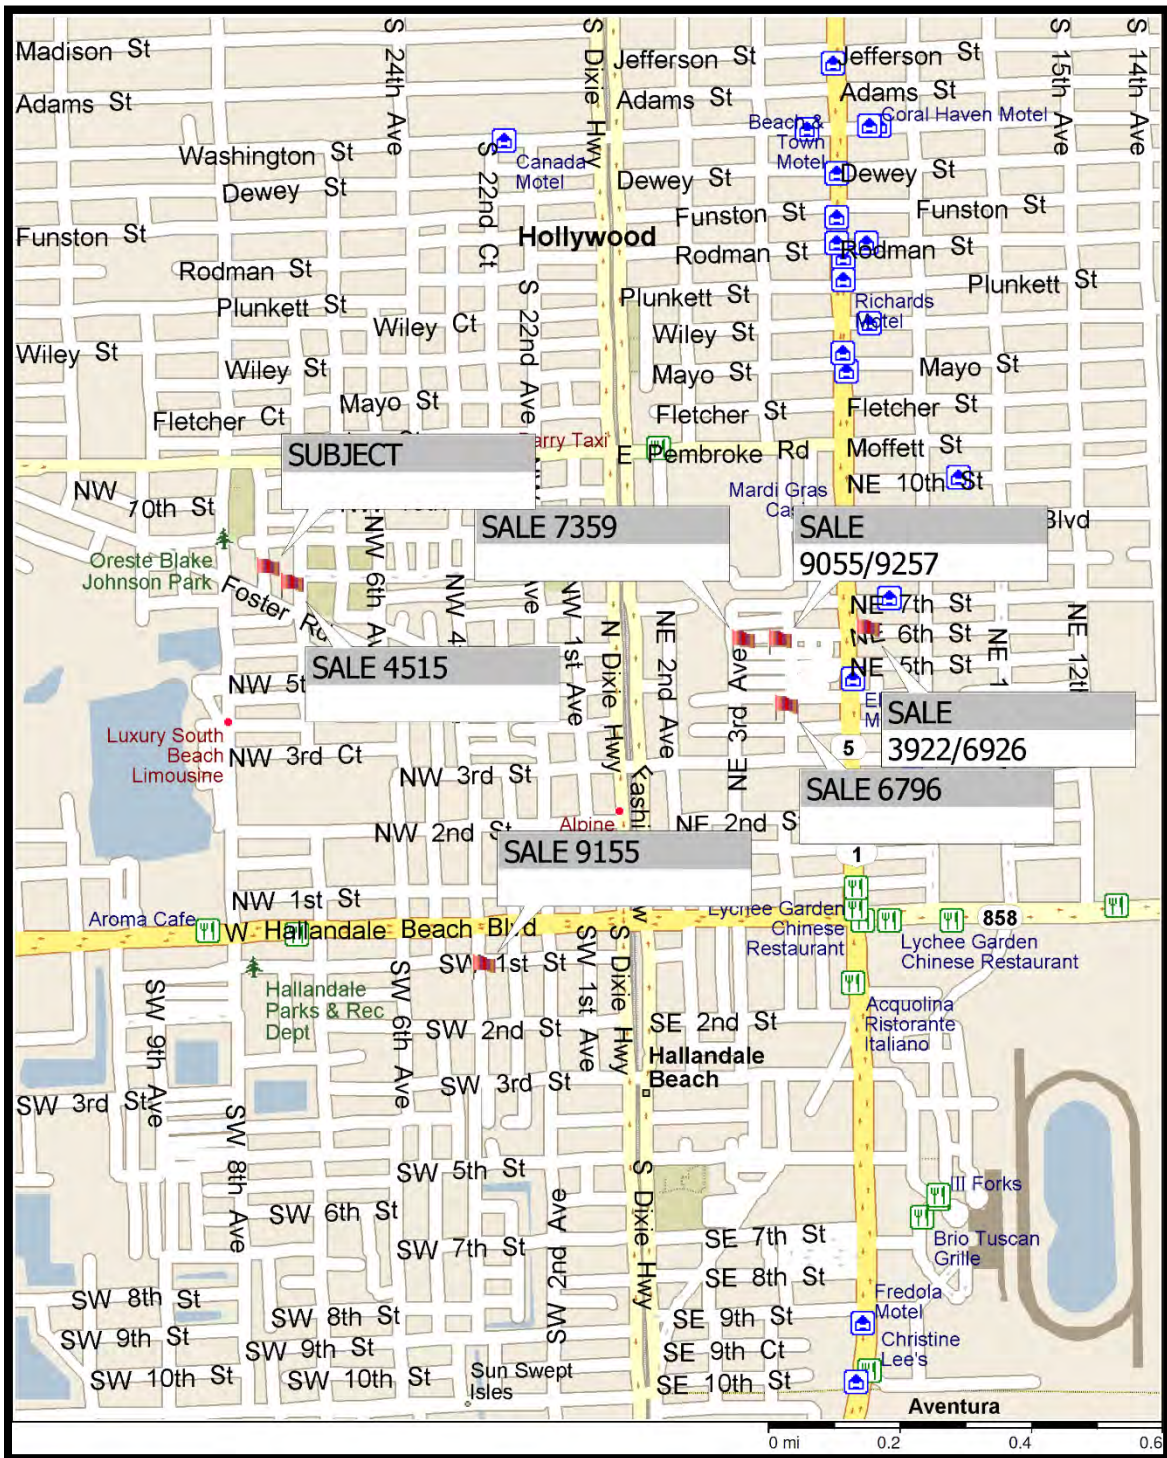 Madison St
S 24th Ave
S Dixie Hwy
Jefferson St
Jefferson St
S 15th Ave
S 14th Ave
Adams St
Adams St
Adams St
Beach &
Town
Motel
Coral Haven Motel
Washington St
Canada
Motel
S 22nd Ct
Dewey St
Dewey St
Dewey St
Funston St
Funston St
Funston St
Hollywood
Rodman St
Rodman St
Rodman St
Plunkett St
Plunkett St
Plunkett St
S 22nd Ave
Richards
Motel
Wiley Ct
Wiley St
Wiley St
Wiley St
Mayo St
Mayo St
Mayo St
Fletcher Ct
Fletcher St
Fletcher St
SUBJECT
arry Taxi
E Pembroke Rd
Moffett St
NW
10th St
Mardi Gras
NE 10th St
Blvd
SALE 7359
SALE
9055/9257
Oreste Blake
Johnson Park
Foster Rd
NW 6th Av
NW 4
Ave
NW 1st Ave
N Dixie Hwy
NE 2nd Ave
NE 3rd Ave
NE 7th St
NE 6th St
NE 5th St
NE 1
NE 12th
SALE 4515
NW 5t
SALE
3922/6926
Luxury South
Beach
Limousine
NW 3rd Ct
NW 3rd St
5
SALE 6796
Fashi
Alpine
NW 2nd St
NE 2nd S
SALE 9155
1
NW 1st St
Aroma Cafe
W Hallandale Beach Blvd
w
Lychee Garden
Chinese
Restaurant
858
Lychee Garden
Chinese Restaurant
SW 1st St
SW 1st Ave
S Dixie Hwy
Hallandale
Parks & Rec
Dept
SW 9th Ave
SW 6th Ave
SW 2nd St
SE 2nd St
Acquolina
Ristorante
Italiano
Hallandale
Beach
SW 3rd St
SW 3rd St
SW 8th Ave
SW 5th St
S Dixie Hwy
III Forks
SW 6th St
SW 2nd Ave
SW 7th St
SE 7th St
Brio Tuscan
Grille
SE 8th St
SW 8th St
SW 8th St
SE 9th St
Fredola
Motel
SW 9th St
SW 9th St
SE 9th Ct
Christine
Lee's
SW 10th St
SW 10th St
Sun Swept
Isles
SE 10th St
Aventura
0 mi 0.2 0.4 0.6